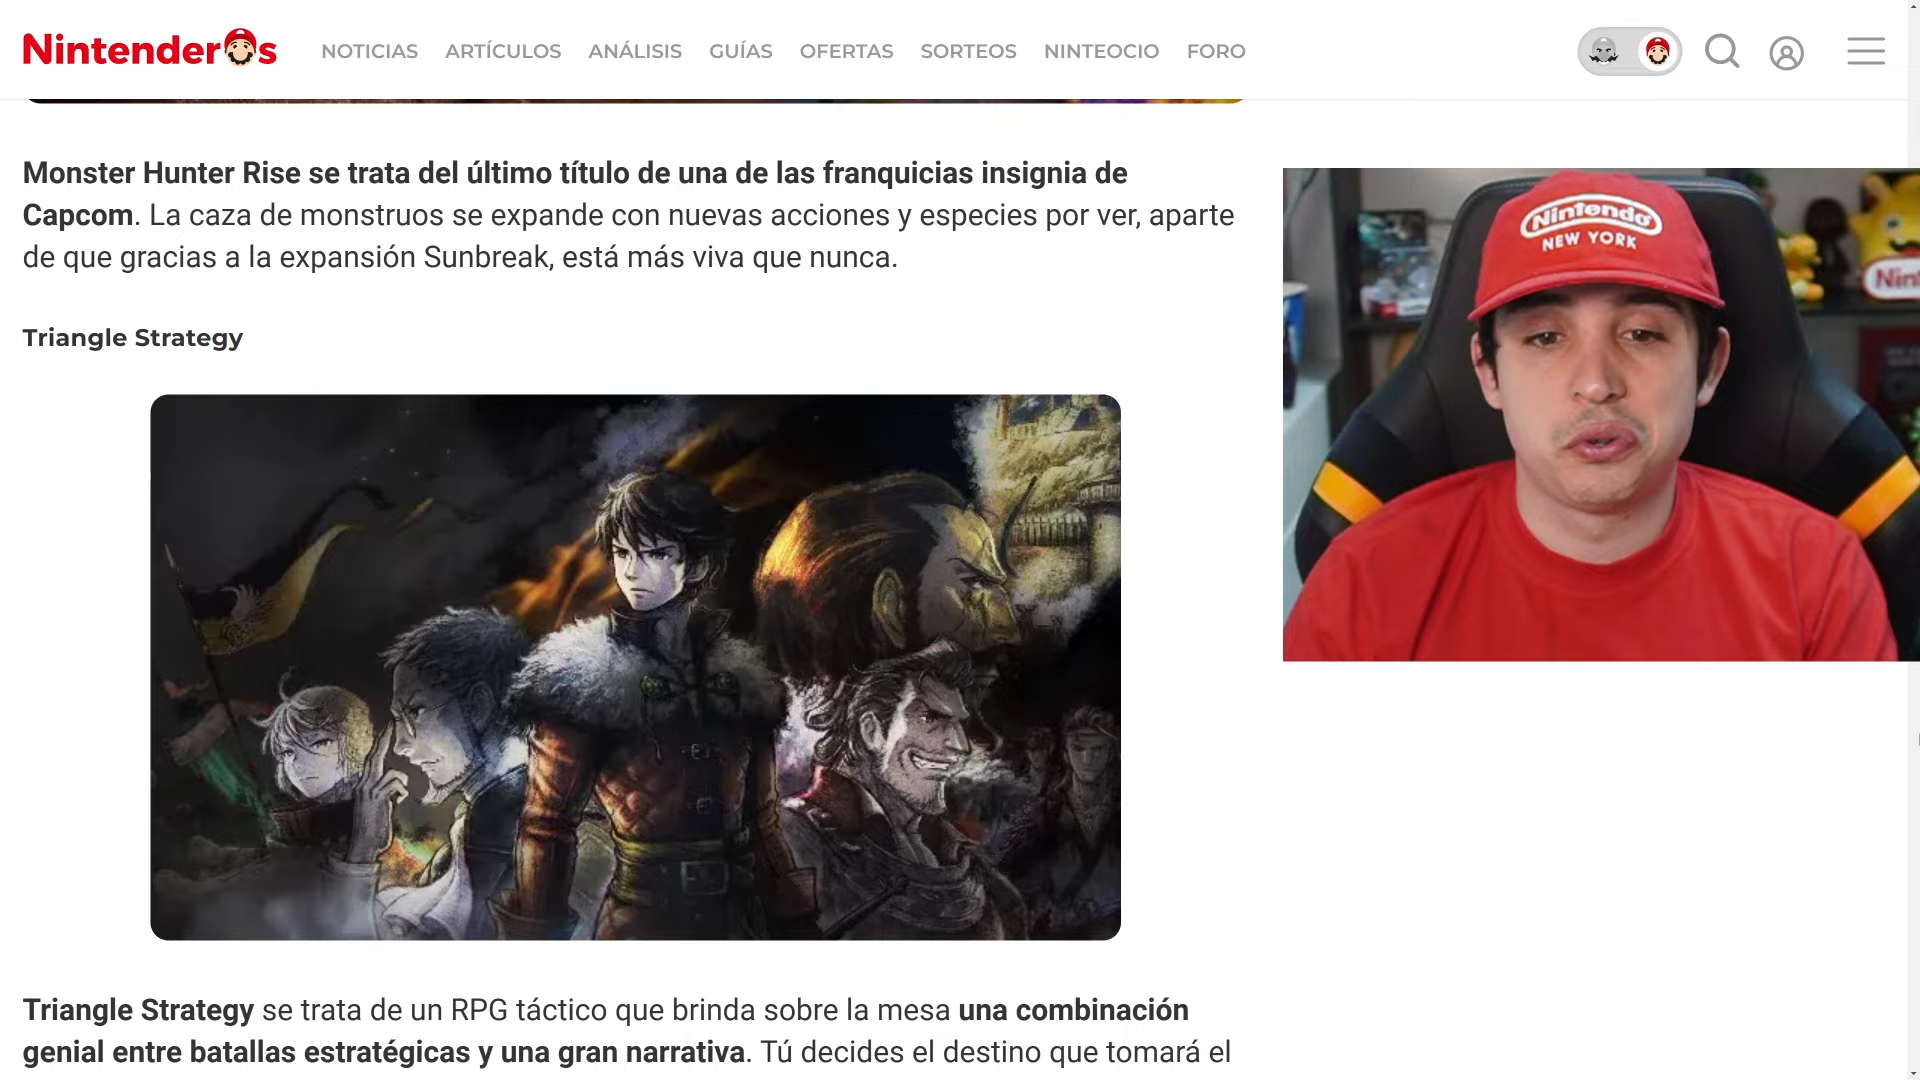 Nintenderos
NOTICIAS ARTÍCULOS ANÁLISIS GUÍAS OFERTAS SORTEOS NINTEOCIO FORO
Monster Hunter Rise se trata del último título de una de las franquicias insignia de
Capcom. La caza de monstruos se expande con nuevas acciones y especies por ver, aparte
de que gracias a la expansión Sunbreak, está más viva que nunca.
Nintendo
NEW YORK
Nin
Triangle Strategy
Triangle Strategy se trata de un RPG táctico que brinda sobre la mesa una combinación
genial entre batallas estratégicas y una gran narrativa. Tú decides el destino que tomará el